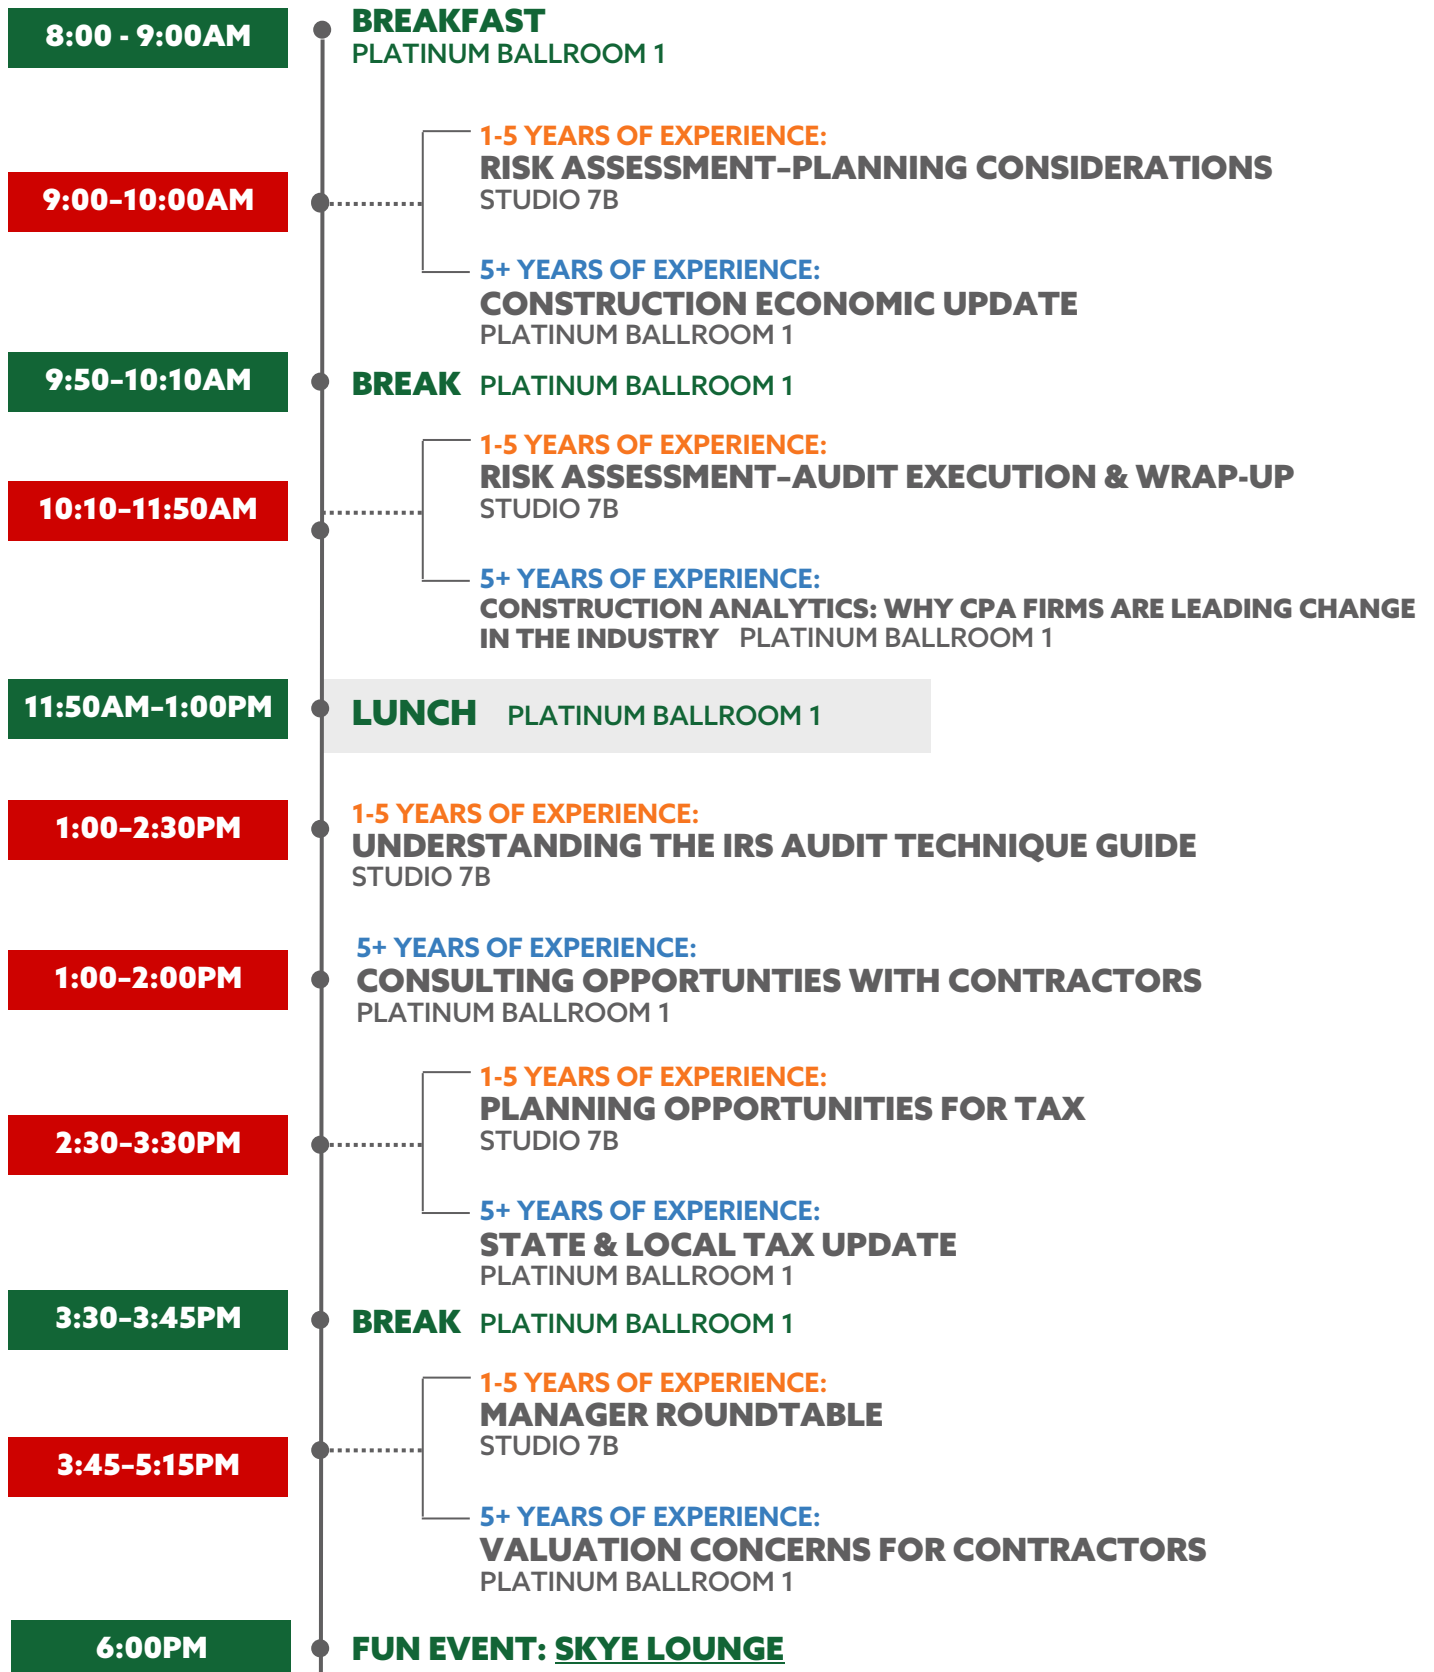 8:00 - 9:00AM
BREAKFAST
PLATINUM BALLROOM 1
9:00–10:00AM
1-5 YEARS OF EXPERIENCE:
RISK ASSESSMENT–PLANNING CONSIDERATIONS
STUDIO 7B
5+ YEARS OF EXPERIENCE:
CONSTRUCTION ECONOMIC UPDATE
PLATINUM BALLROOM 1
9:50–10:10AM
BREAK PLATINUM BALLROOM 1
10:10–11:50AM
1-5 YEARS OF EXPERIENCE:
RISK ASSESSMENT–AUDIT EXECUTION & WRAP-UP
STUDIO 7B
5+ YEARS OF EXPERIENCE:
CONSTRUCTION ANALYTICS: WHY CPA FIRMS ARE LEADING CHANGE
IN THE INDUSTRY PLATINUM BALLROOM 1
11:50AM–1:00PM
LUNCH PLATINUM BALLROOM 1
1:00–2:30PM
1-5 YEARS OF EXPERIENCE:
UNDERSTANDING THE IRS AUDIT TECHNIQUE GUIDE
STUDIO 7B
1:00–2:00PM
5+ YEARS OF EXPERIENCE:
CONSULTING OPPORTUNTIES WITH CONTRACTORS
PLATINUM BALLROOM 1
2:30–3:30PM
1-5 YEARS OF EXPERIENCE:
PLANNING OPPORTUNITIES FOR TAX
STUDIO 7B
5+ YEARS OF EXPERIENCE:
STATE & LOCAL TAX UPDATE
PLATINUM BALLROOM 1
3:30–3:45PM
BREAK PLATINUM BALLROOM 1
3:45–5:15PM
1-5 YEARS OF EXPERIENCE:
MANAGER ROUNDTABLE
STUDIO 7B
5+ YEARS OF EXPERIENCE:
VALUATION CONCERNS FOR CONTRACTORS
PLATINUM BALLROOM 1
6:00PM
FUN EVENT: SKYE LOUNGE